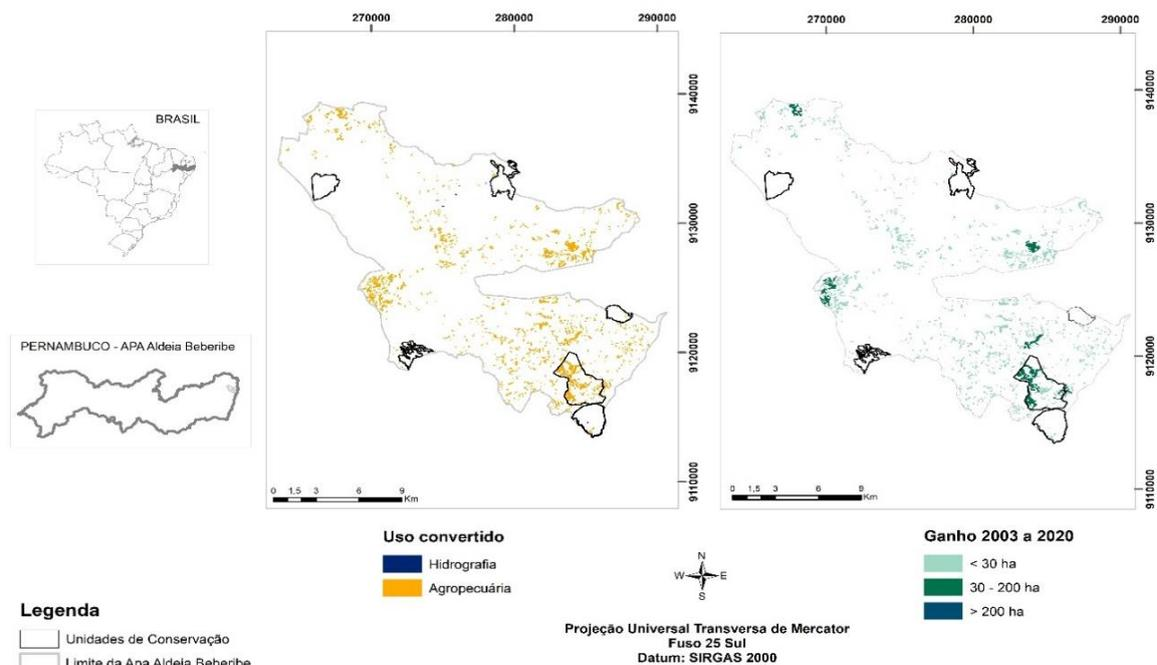 270000 280000 290000
270000 280000 290000
9140000
9130000
9120000
9110000
9140000
9130000
9120000
9110000
BRASIL
PERNAMBUCO - APA Aldeia Beberibe
0 1,5 3 6 9
Km
0 1,5 3 6 9
Km
Uso convertido
Hidrografia
Agropecuária
N
W E
S
Ganho 2003 a 2020
< 30 ha
30 - 200 ha
> 200 ha
Legenda
Unidades de Conservação
Limite da Apa Aldeia Beberibe
Projeção Universal Transversa de Mercator
Fuso 25 Sul
Datum: SIRGAS 2000